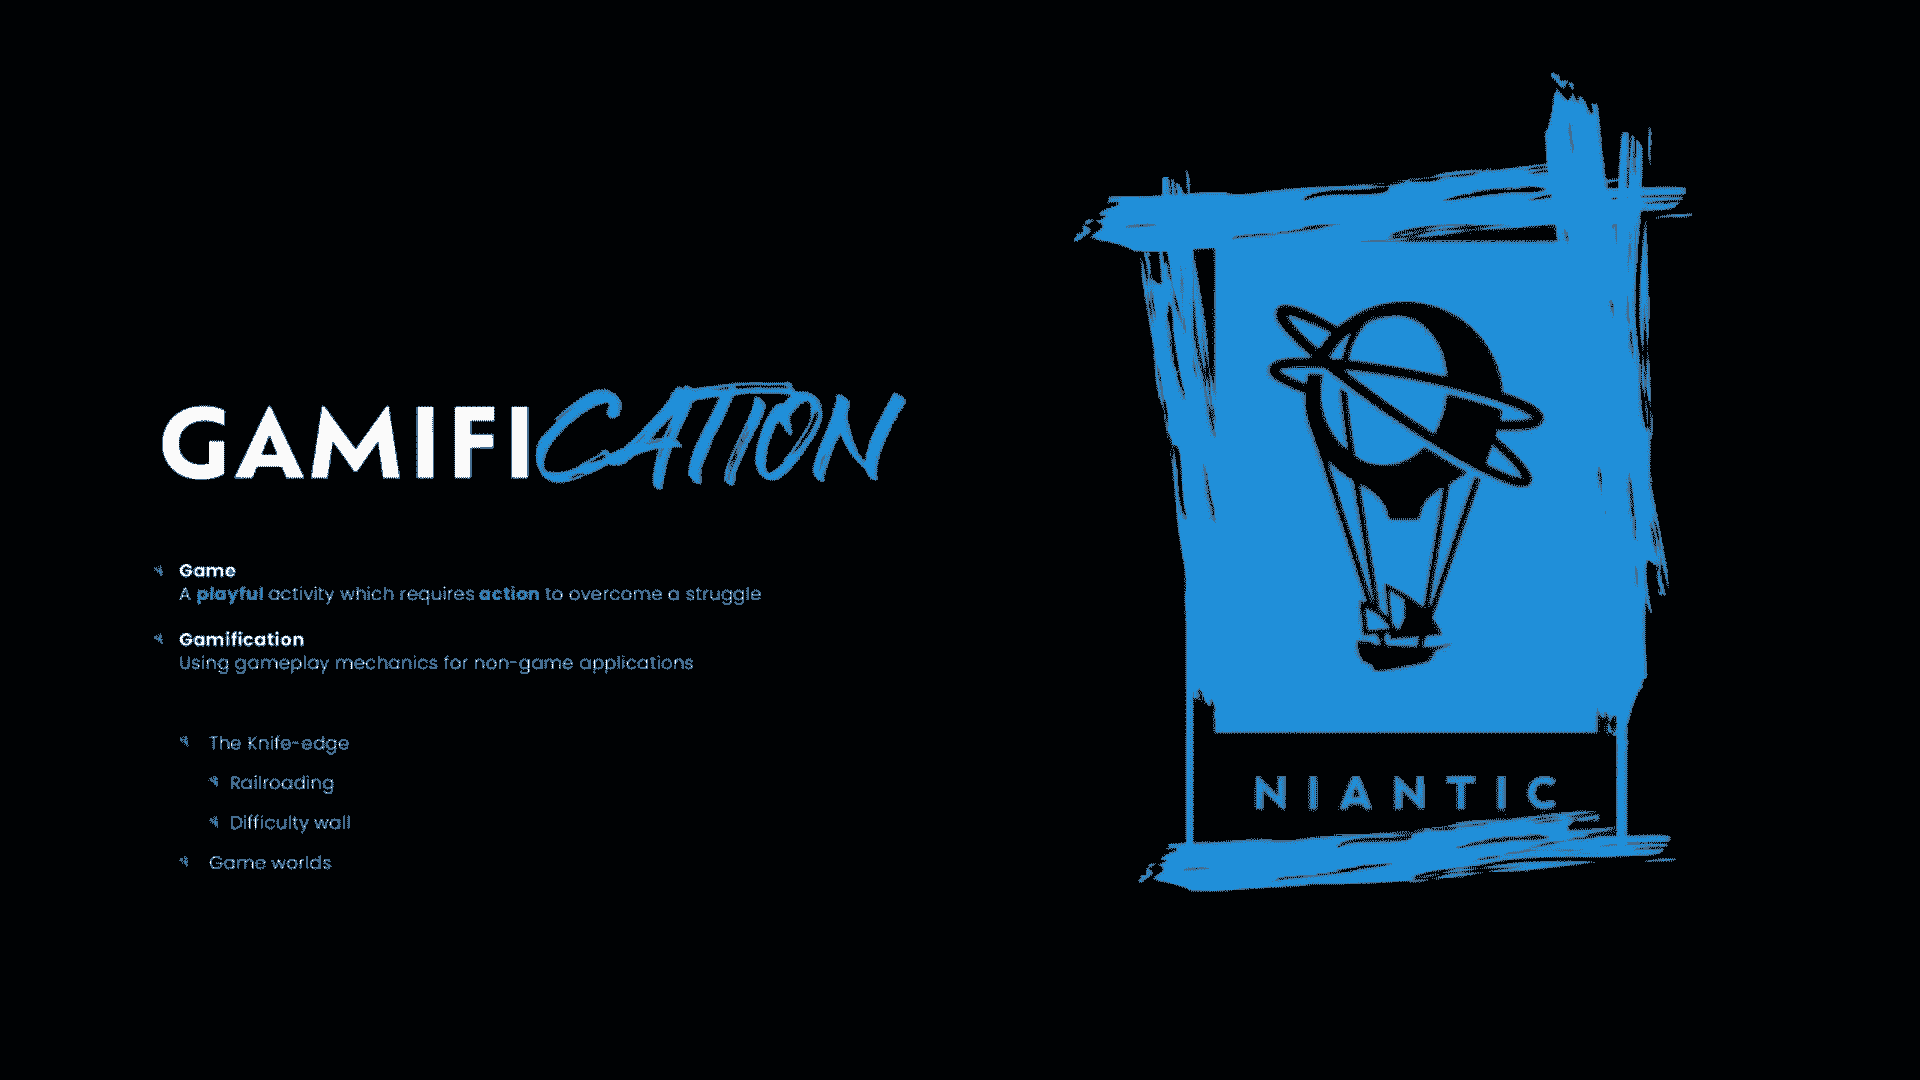 GAMIFICATION
Game
A playful activity which requires action to overcome a struggle
Gamification
Using gameplay mechanics for non-game applications
The Knife-edge
Railroading
Difficulty wall
Game worlds
NIANTIC